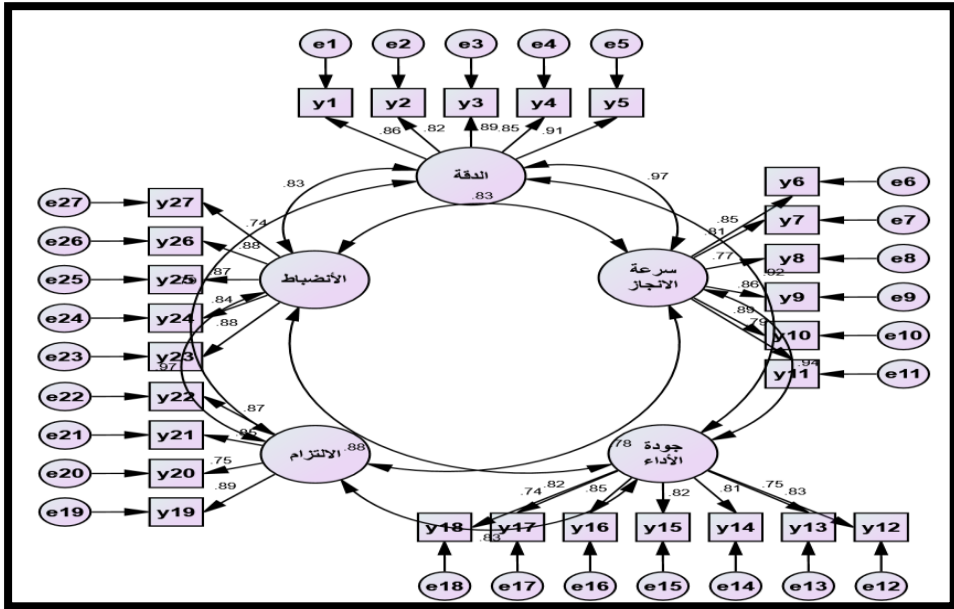 e1 e2 e3 e4 e5
y1 y2 y3 y4 y5
.86 .82 .89 .85 .91
الدقة
.83 .83 .97
e27 y27 .74
e26 y26 .88
e25 y25 .87
e24 y24 .84
e23 y23 .88
الأنضباط
سرعة
الانجاز
.85 y6 e6
.81 y7 e7
.77 y8 e8
.86 y9 e9
.89 y10 e10
.79 y11 e11
.92
.94
.97
e22 y22 .87
e21 y21
e20 y20 .75
e19 y19 .89
الالتزام
.88
.78
جودة
الأداء
.74 .82 .85 .82 .81 .83 .75
.83
y18 y17 y16 y15 y14 y13 y12
e18 e17 e16 e15 e14 e13 e12